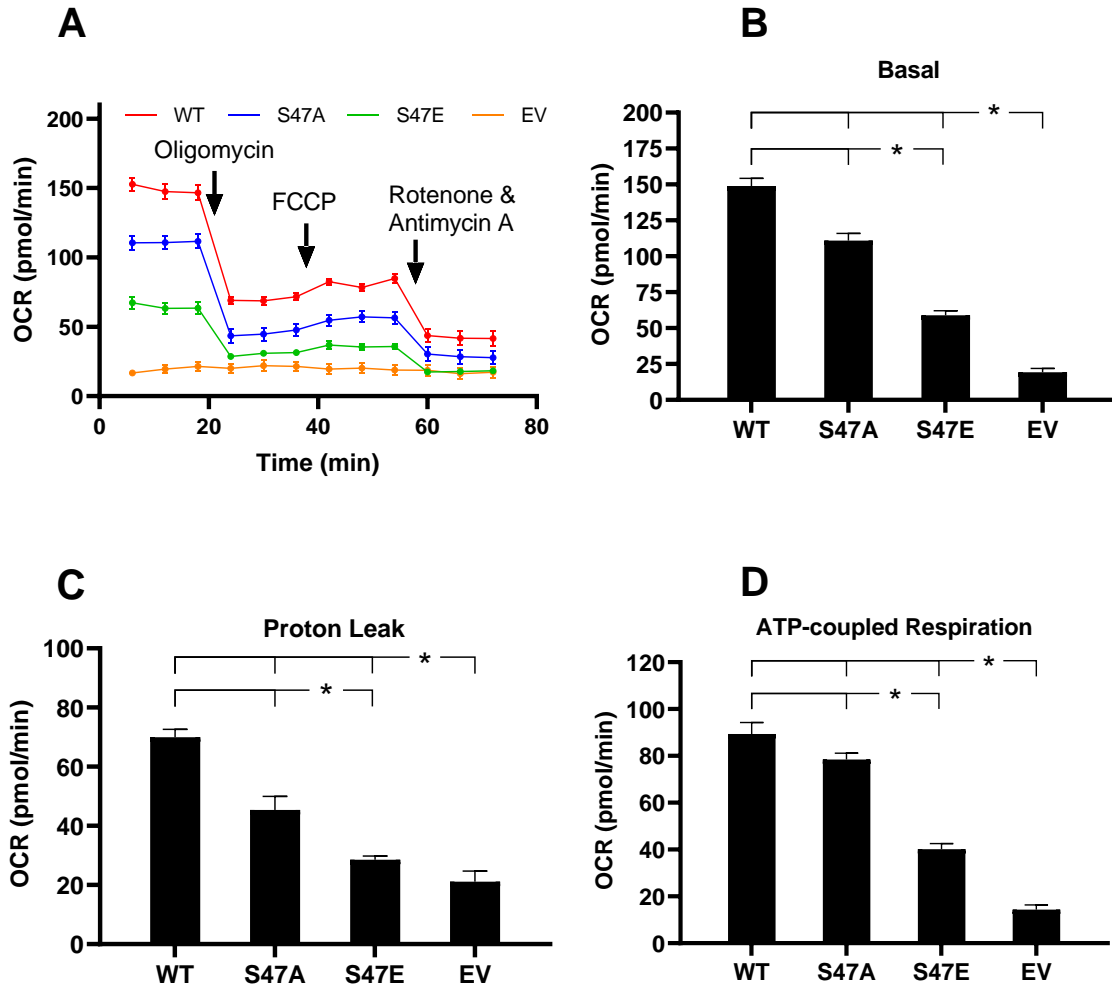 A
WT S47A S47E EV
OCR (pmol/min)
200
150
100
50
0
Oligomycin
FCCP
Rotenone &
Antimycin A
0 20 40 60 80
Time (min)
B
Basal
OCR (pmol/min)
200
175
150
125
100
75
50
25
0
*
*
WT S47A S47E EV
C
Proton Leak
OCR (pmol/min)
100
80
60
40
20
0
*
*
WT S47A S47E EV
D
ATP-coupled Respiration
OCR (pmol/min)
120
100
80
60
40
20
0
*
*
WT S47A S47E EV